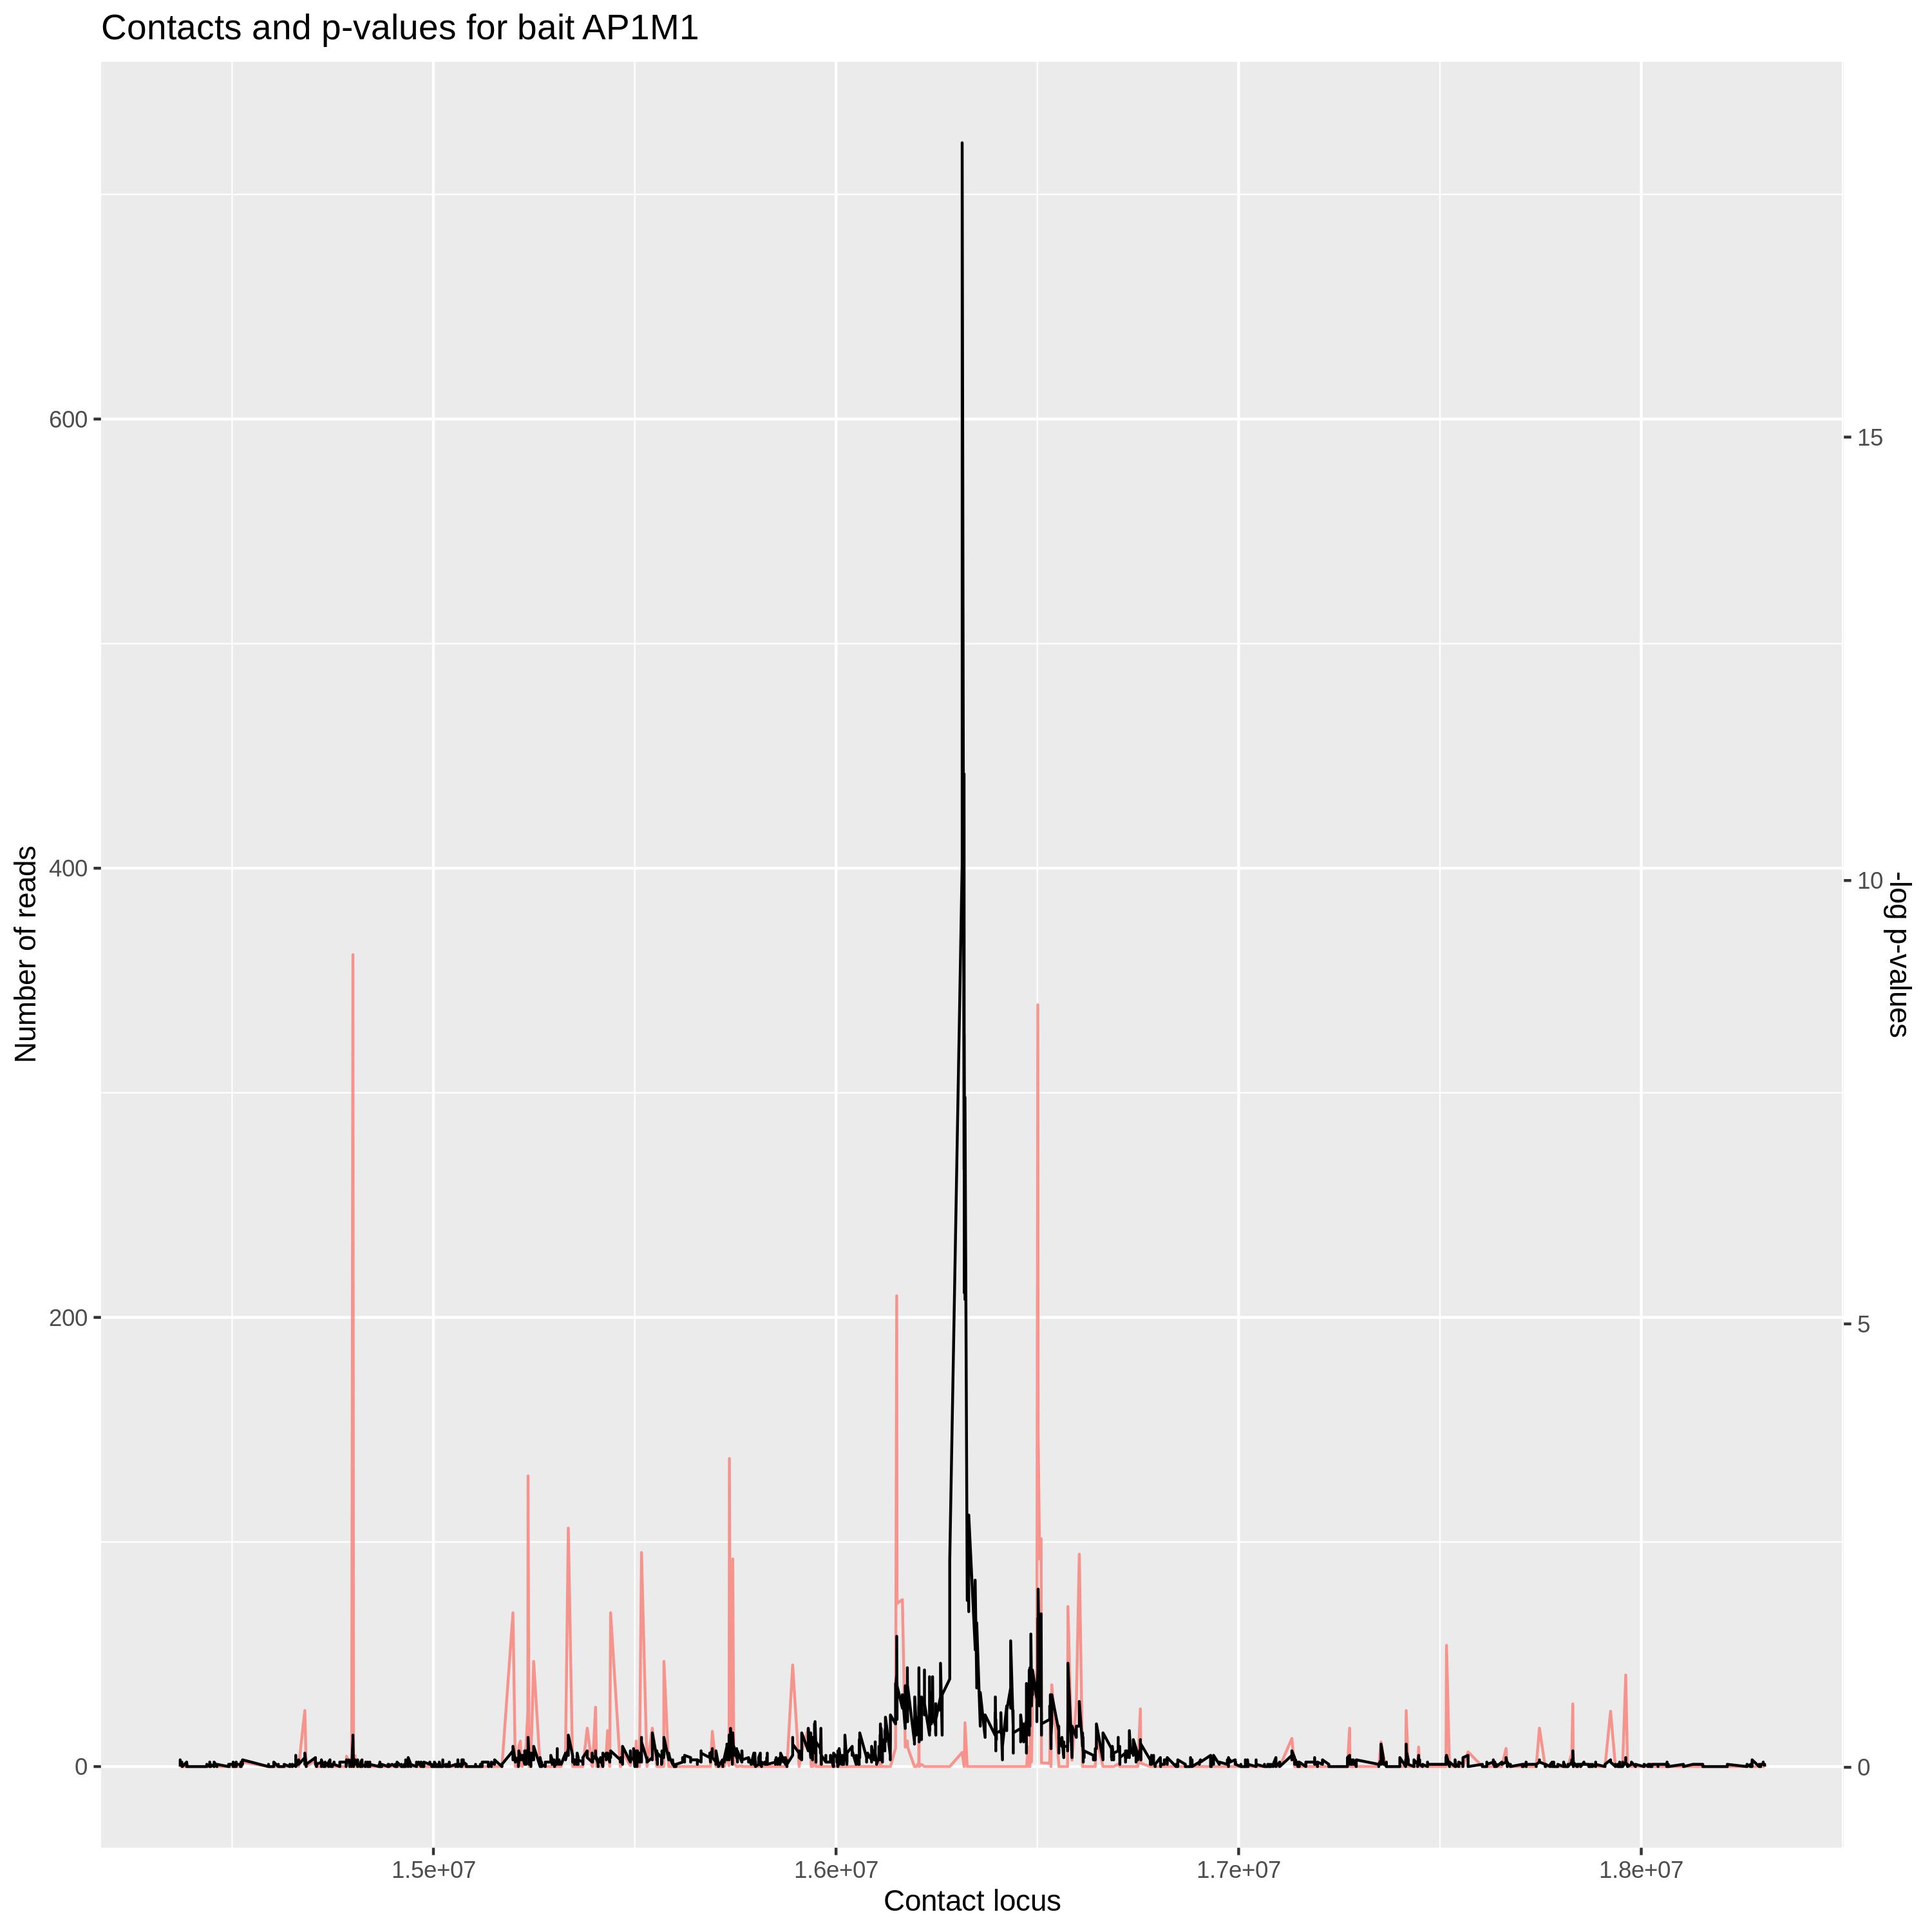 Contacts and p-values for bait AP1M1
Number of reads
600
400
200
0
15
10
5
0
-log p-values
1.5e+07
1.6e+07
1.7e+07
1.8e+07
Contact locus